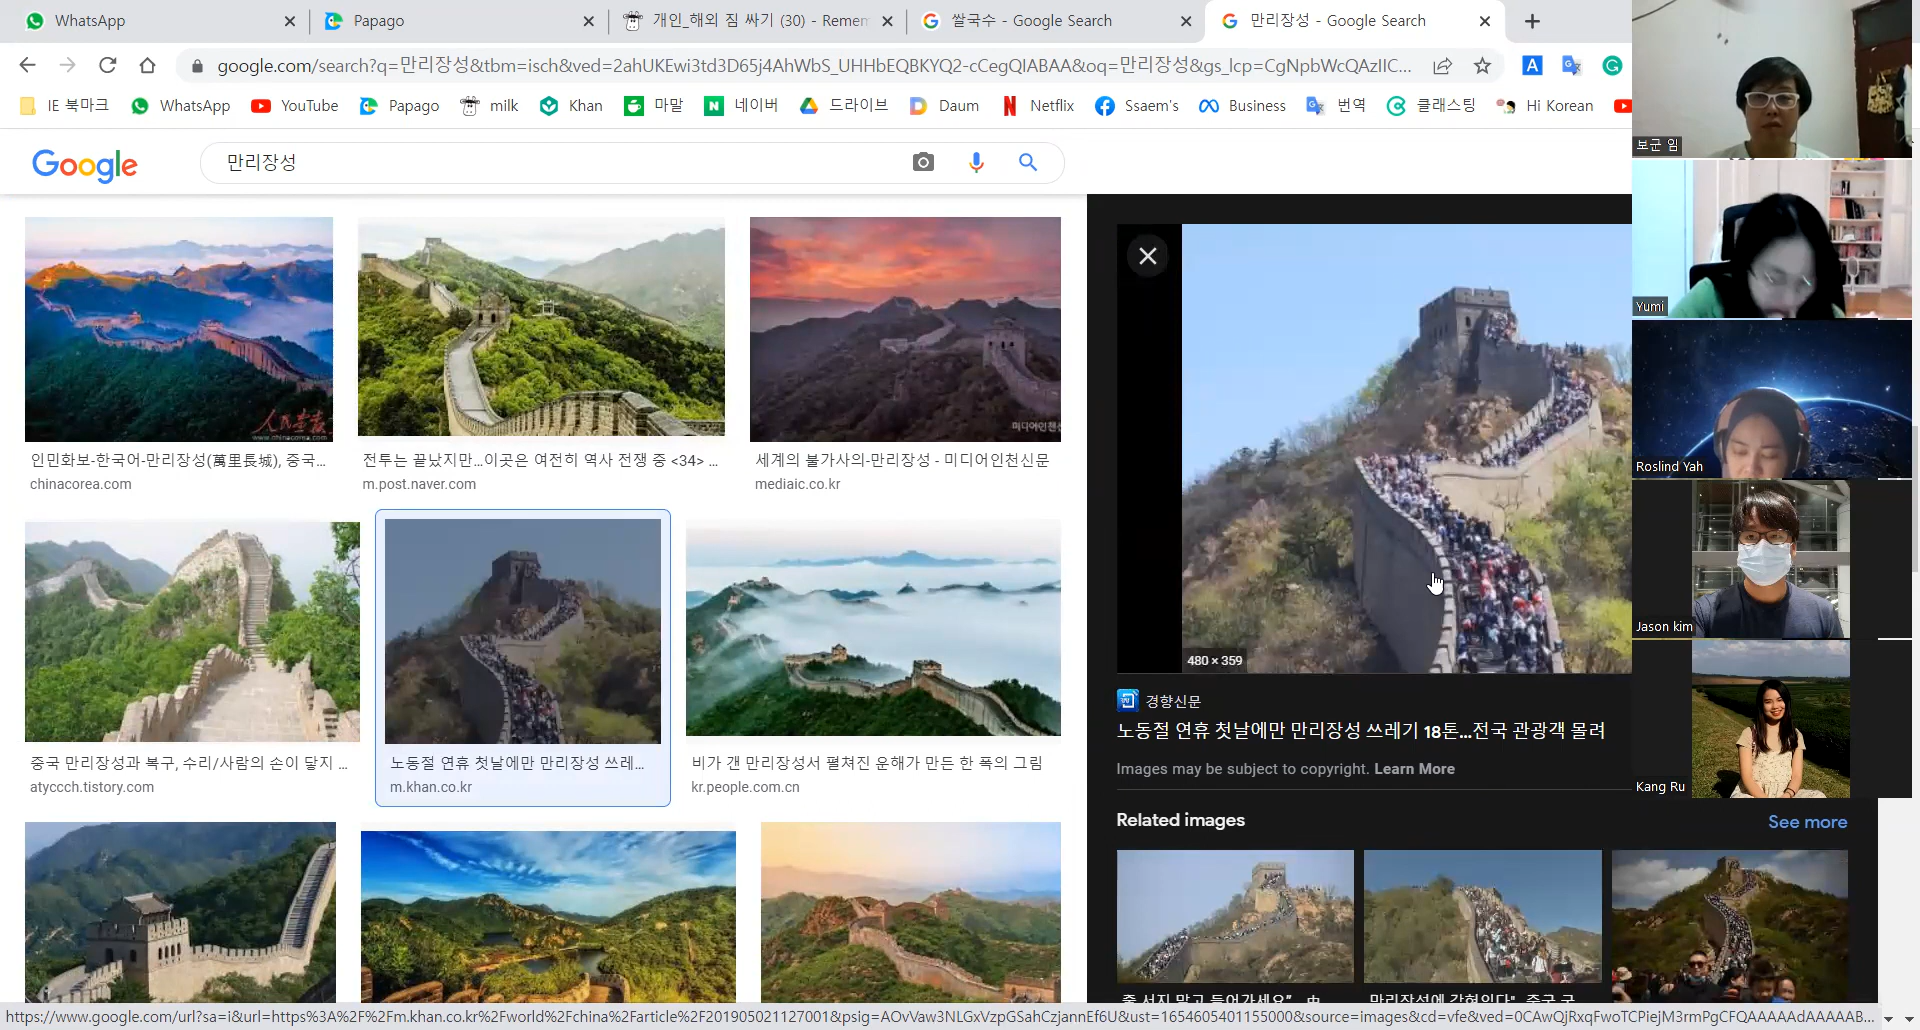 WhatsApp
Papago
개인_해외 짐 싸기 (30) - Remem
쌀국수 - Google Search
만리장성 - Google Search
google.com/search?q=만리장성&tbm=isch&ved=2ahUKEwi3td3D65j4AhWbS_UHHbEQBKYQ2-cCegQIABAA&oq=만리장성&gs_lcp=CgNpbWcQAzIIC...
IE 북마크 WhatsApp YouTube Papago milk Khan 마말 네이버 드라이브 Daum Netflix Ssaem's Business 번역 클래스팅 Hi Korean
Google
만리장성
보군 임
Yumi
Roslind Yah
Jason kim
Kang Ru
www.chinacorea.com
인민화보-한국어-만리장성(萬里長城), 중국...
chinacorea.com
전투는 끝났지만...이곳은 여전히 역사 전쟁 중 <34> ...
m.post.naver.com
세계의 불가사의-만리장성 - 미디어인천신문
mediaic.co.kr
중국 만리장성과 복구, 수리/사람의 손이 닿지 ...
atyccch.tistory.com
노동절 연휴 첫날에만 만리장성 쓰레...
m.khan.co.kr
비가 갠 만리장성서 펼쳐진 운해가 만든 한 폭의 그림
kr.people.com.cn
480 × 359
경향신문
노동절 연휴 첫날에만 만리장성 쓰레기 18톤...전국 관광객 몰려
Images may be subject to copyright. Learn More
Related images
See more
https://www.google.com/url?sa=i&url=https%3A%2F%2Fm.khan.co.kr%2Fworld%2Fchina%2Farticle%2F201905021127001&psig=AOvVaw3NLGxVzpGSahCzjannEf6U&ust=1654605401155000&source=images&cd=vfe&ved=0CAwQjRxqFwoTCPiejM3rmPgCFQAAAAAdAAAAAB...